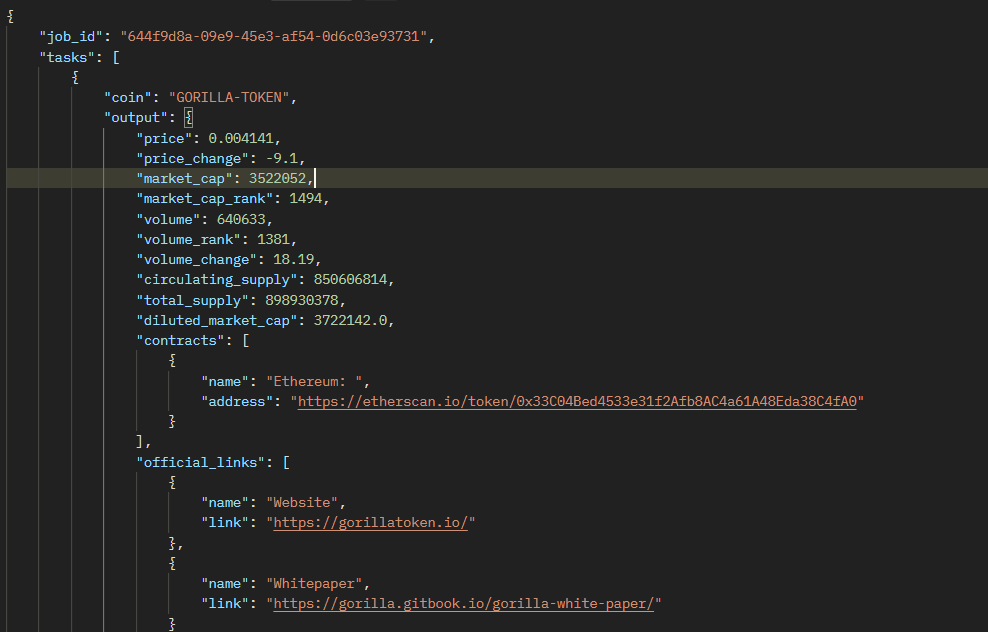 {
    "job_id": "644f9d8a-09e9-45e3-af54-0d6c03e93731",
    "tasks": [
        {
            "coin": "GORILLA-TOKEN",
            "output": {
                "price": 0.004141,
                "price_change": -9.1,
                "market_cap": 3522052,
                "market_cap_rank": 1494,
                "volume": 640633,
                "volume_rank": 1381,
                "volume_change": 18.19,
                "circulating_supply": 850606814,
                "total_supply": 898930378,
                "diluted_market_cap": 3722142.0,
                "contracts": [
                    {
                        "name": "Ethereum: ",
                        "address": "https://etherscan.io/token/0x33C04Bed4533e31f2Afb8AC4a61A48Eda38C4fA0"
                    }
                ],
                "official_links": [
                    {
                        "name": "Website",
                        "link": "https://gorillatoken.io/"
                    },
                    {
                        "name": "Whitepaper",
                        "link": "https://gorilla.gitbook.io/gorilla-white-paper/"
                    }